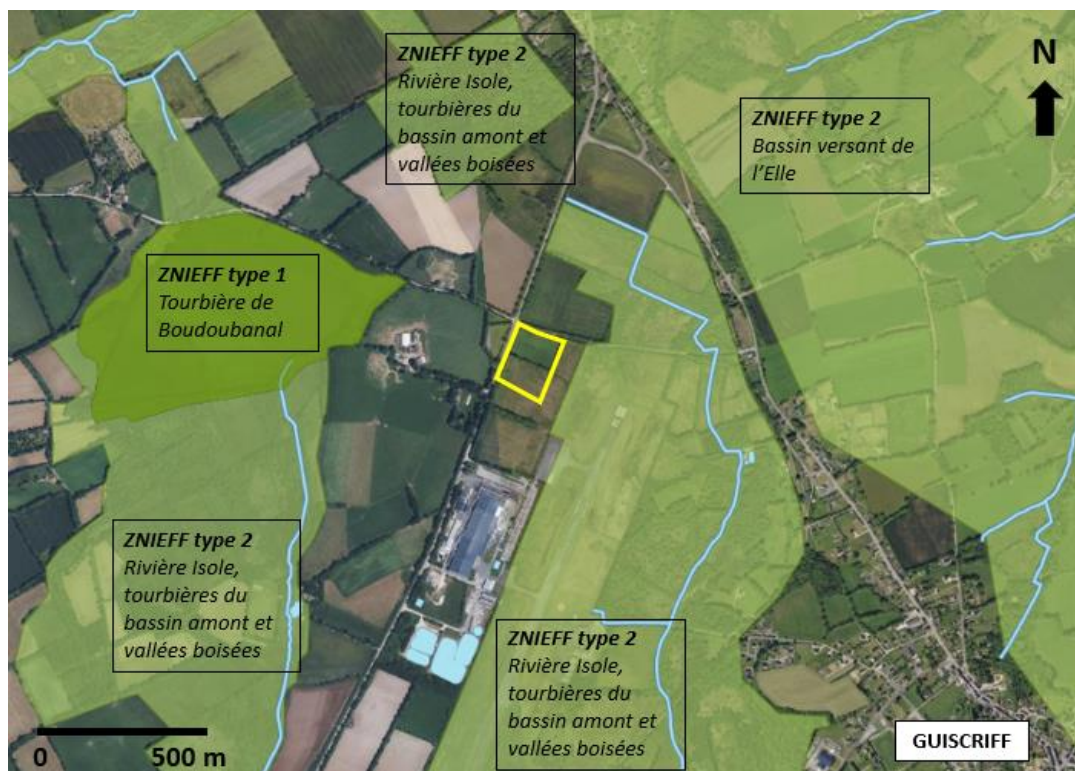 ZNIEFF type 2
Rivière Isole,
tourbières du
bassin amont et
vallées boisées
N
ZNIEFF type 2
Bassin versant de
l’Elle
ZNIEFF type 1
Tourbière de
Boudoubanal
ZNIEFF type 2
Rivière Isole,
tourbières du
bassin amont et
vallées boisées
ZNIEFF type 2
Rivière Isole,
tourbières du
bassin amont et
vallées boisées
0 500 m
GUISCRIFF